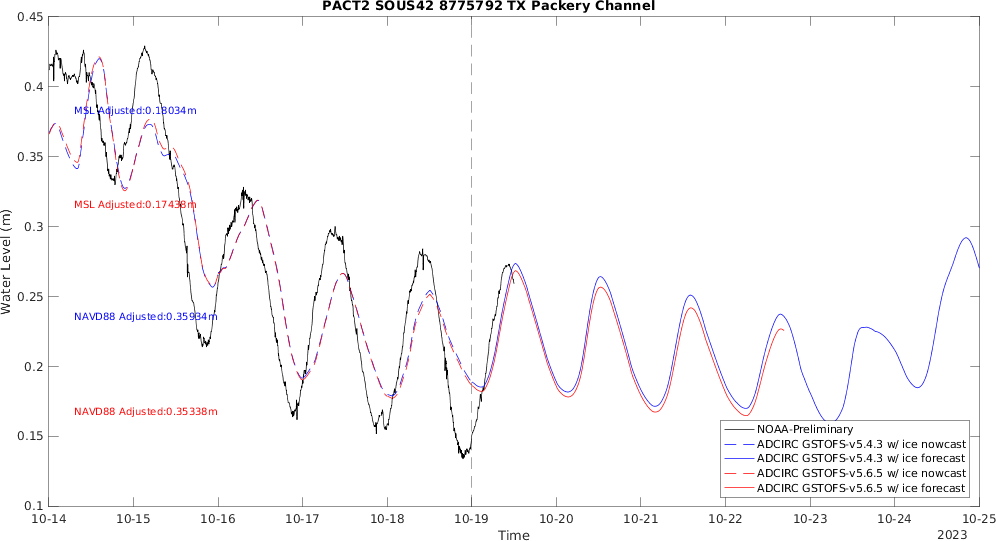 PACT2 SOUS42 8775792 TX Packery Channel
0.45
0.4
0.35
0.3
0.25
0.2
0.15
0.1
Water Level (m)
MSL Adjusted:0.18034m
MSL Adjusted:0.17438m
NAVD88 Adjusted:0.35934m
NAVD88 Adjusted:0.35338m
NOAA-Preliminary
ADCIRC GSTOFS-v5.4.3 w/ ice nowcast
ADCIRC GSTOFS-v5.4.3 w/ ice forecast
ADCIRC GSTOFS-v5.6.5 w/ ice nowcast
ADCIRC GSTOFS-v5.6.5 w/ ice forecast
10-14 10-15 10-16 10-17 10-18 10-19 10-20 10-21 10-22 10-23 10-24 10-25
Time
2023